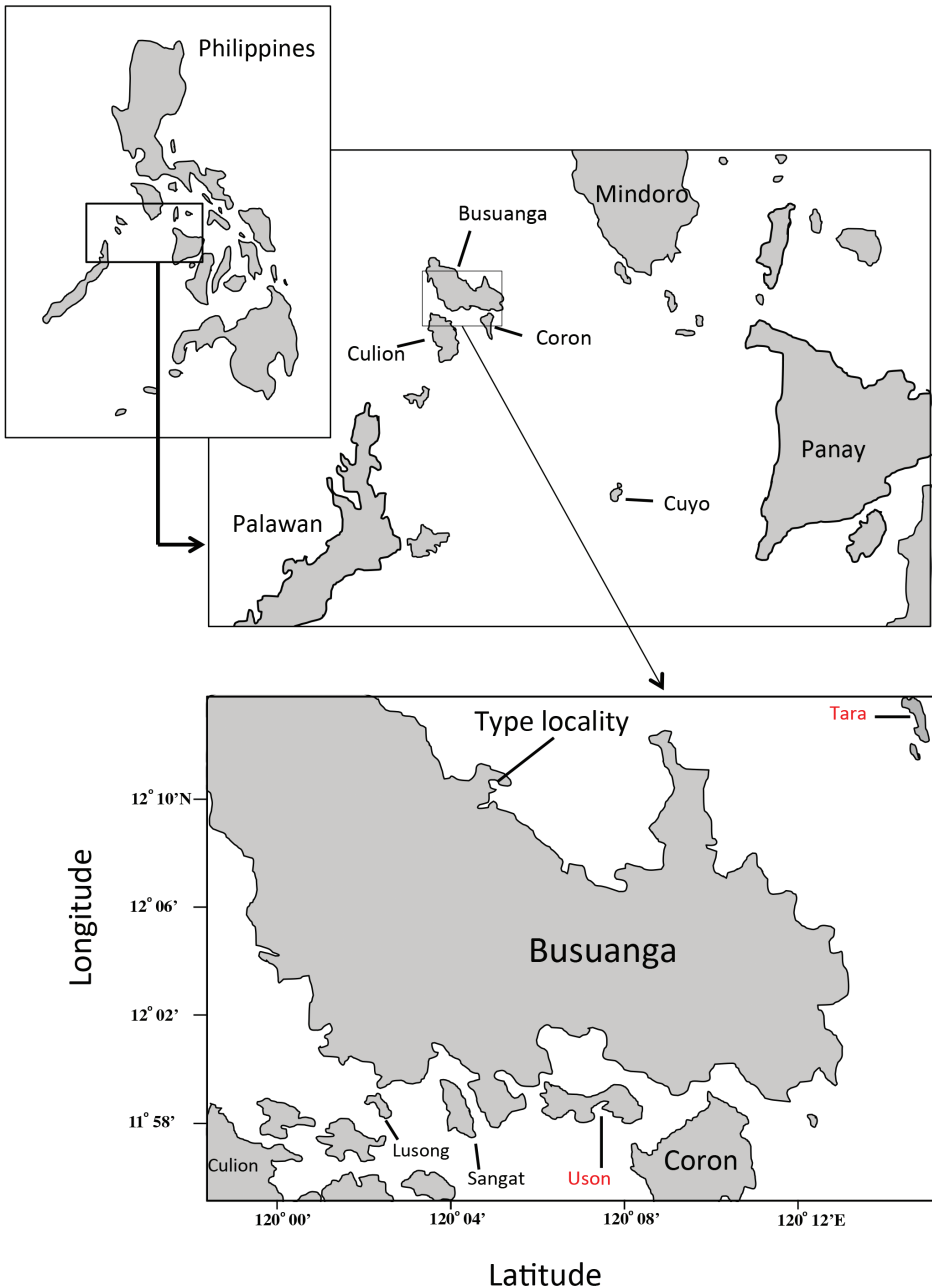 Philippines
Mindoro
Busuanga
Coron
Culion
Panay
Cuyo
Palawan
Tara
Type locality
12° 10'N
12° 06'
Longitude
Busuanga
12° 02'
11° 58'
Lusong
Culion
Coron
Sangat
Uson
120° 00' 120° 04' 120° 08' 120° 12'E
Latitude